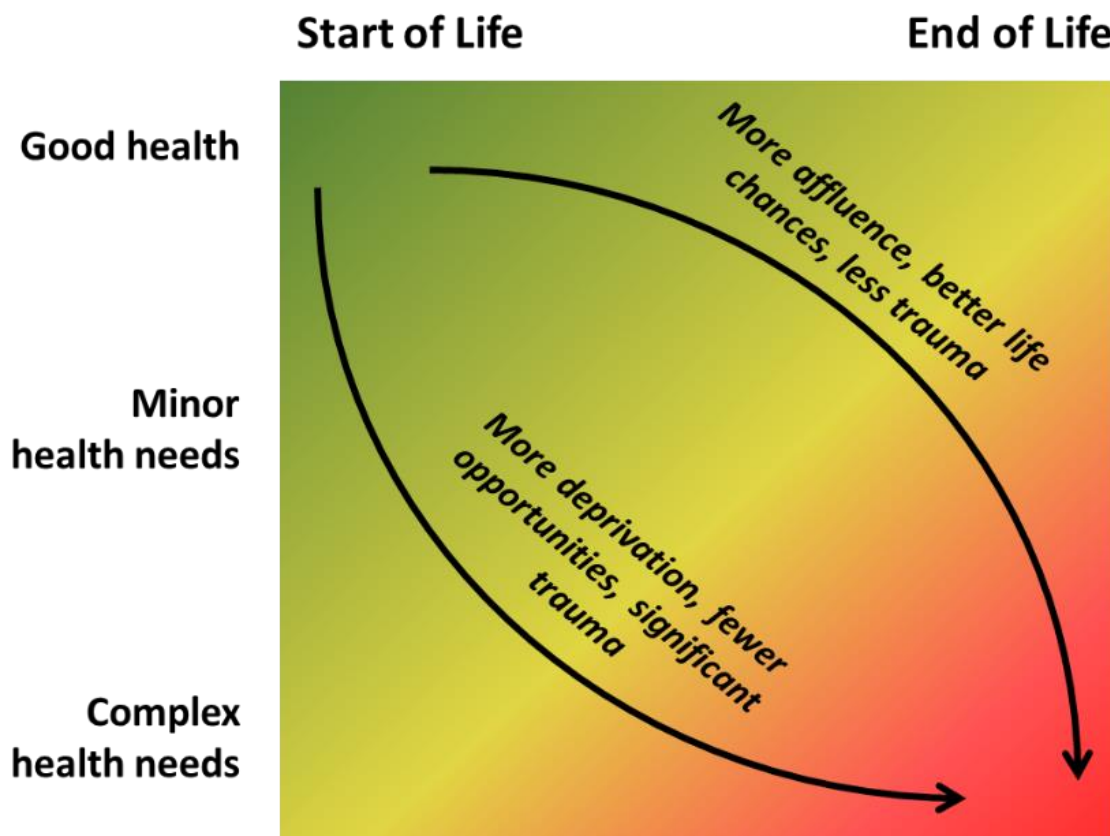 Start of Life
End of Life
Good health
Minor
health needs
Complex
health needs
More affluence, better life
chances, less trauma
More deprivation, fewer
opportunities, significant
trauma